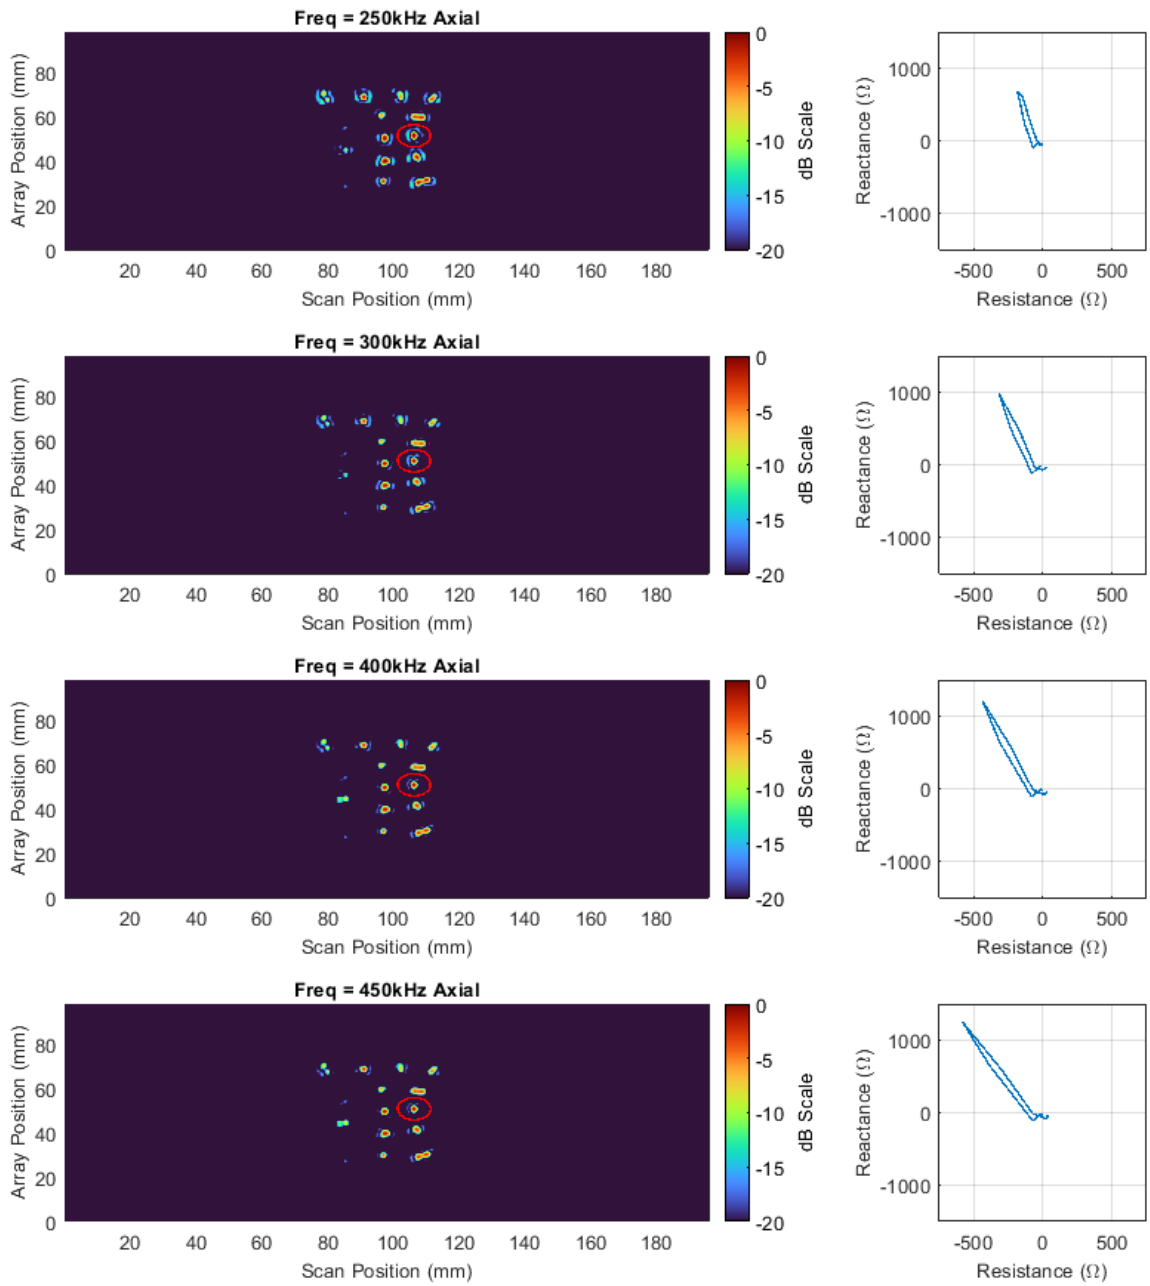 Freq = 250kHz Axial
Array Position (mm)
80
60
40
20
0
20 40 60 80 100 120 140 160 180
Scan Position (mm)
0
-5
-10
-15
-20
dB Scale
Reactance (Ω)
1000
0
-1000
-500 0 500
Resistance (Ω)
Freq = 300kHz Axial
Array Position (mm)
80
60
40
20
0
20 40 60 80 100 120 140 160 180
Scan Position (mm)
0
-5
-10
-15
-20
dB Scale
Reactance (Ω)
1000
0
-1000
-500 0 500
Resistance (Ω)
Freq = 400kHz Axial
Array Position (mm)
80
60
40
20
0
20 40 60 80 100 120 140 160 180
Scan Position (mm)
0
-5
-10
-15
-20
dB Scale
Reactance (Ω)
1000
0
-1000
-500 0 500
Resistance (Ω)
Freq = 450kHz Axial
Array Position (mm)
80
60
40
20
0
20 40 60 80 100 120 140 160 180
Scan Position (mm)
0
-5
-10
-15
-20
dB Scale
Reactance (Ω)
1000
0
-1000
-500 0 500
Resistance (Ω)